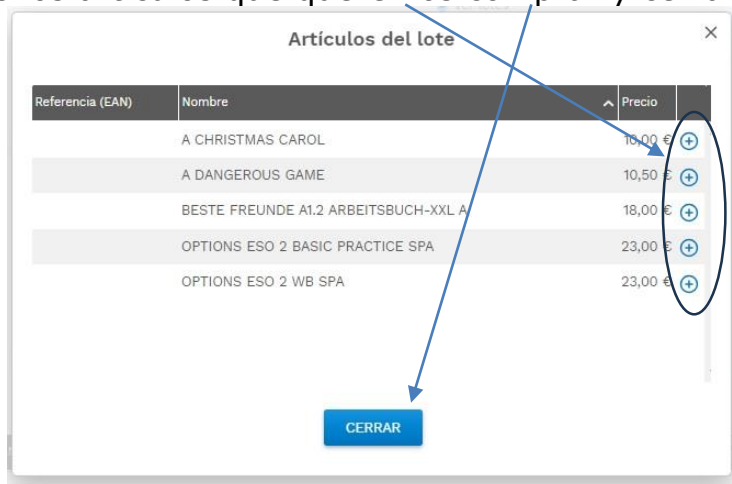 Artículos del lote
Referencia (EAN) Nombre Precio
A CHRISTMAS CAROL 10,00 €
A DANGEROUS GAME 10,50 €
BESTE FREUNDE A1.2 ARBEITSBUCH-XXL A 18,00 €
OPTIONS ESO 2 BASIC PRACTICE SPA 23,00 €
OPTIONS ESO 2 WB SPA 23,00 €
CERRAR